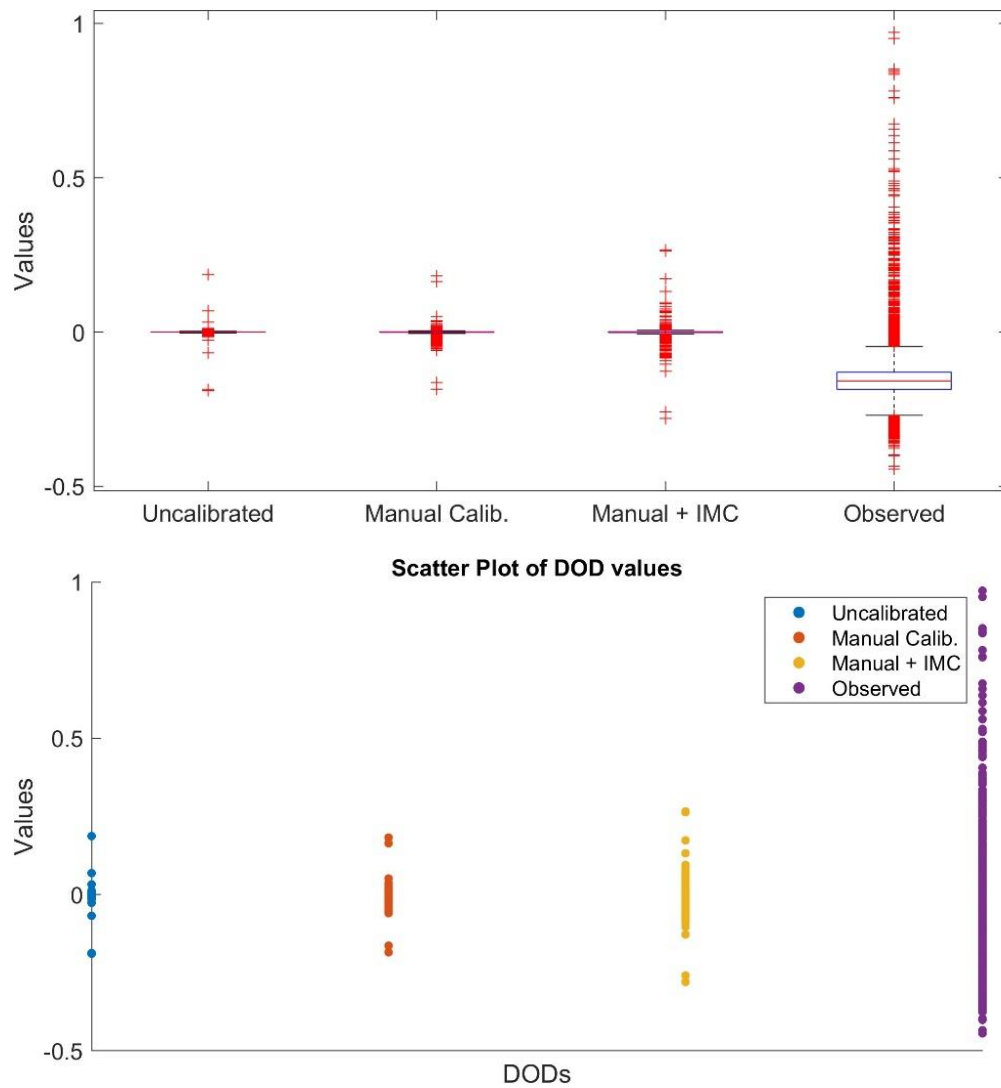 1
0.5
Values
0
-0.5
Uncalibrated Manual Calib. Manual + IMC Observed
Scatter Plot of DOD values
1
Uncalibrated
Manual Calib.
Manual + IMC
Observed
0.5
Values
0
-0.5
DODs